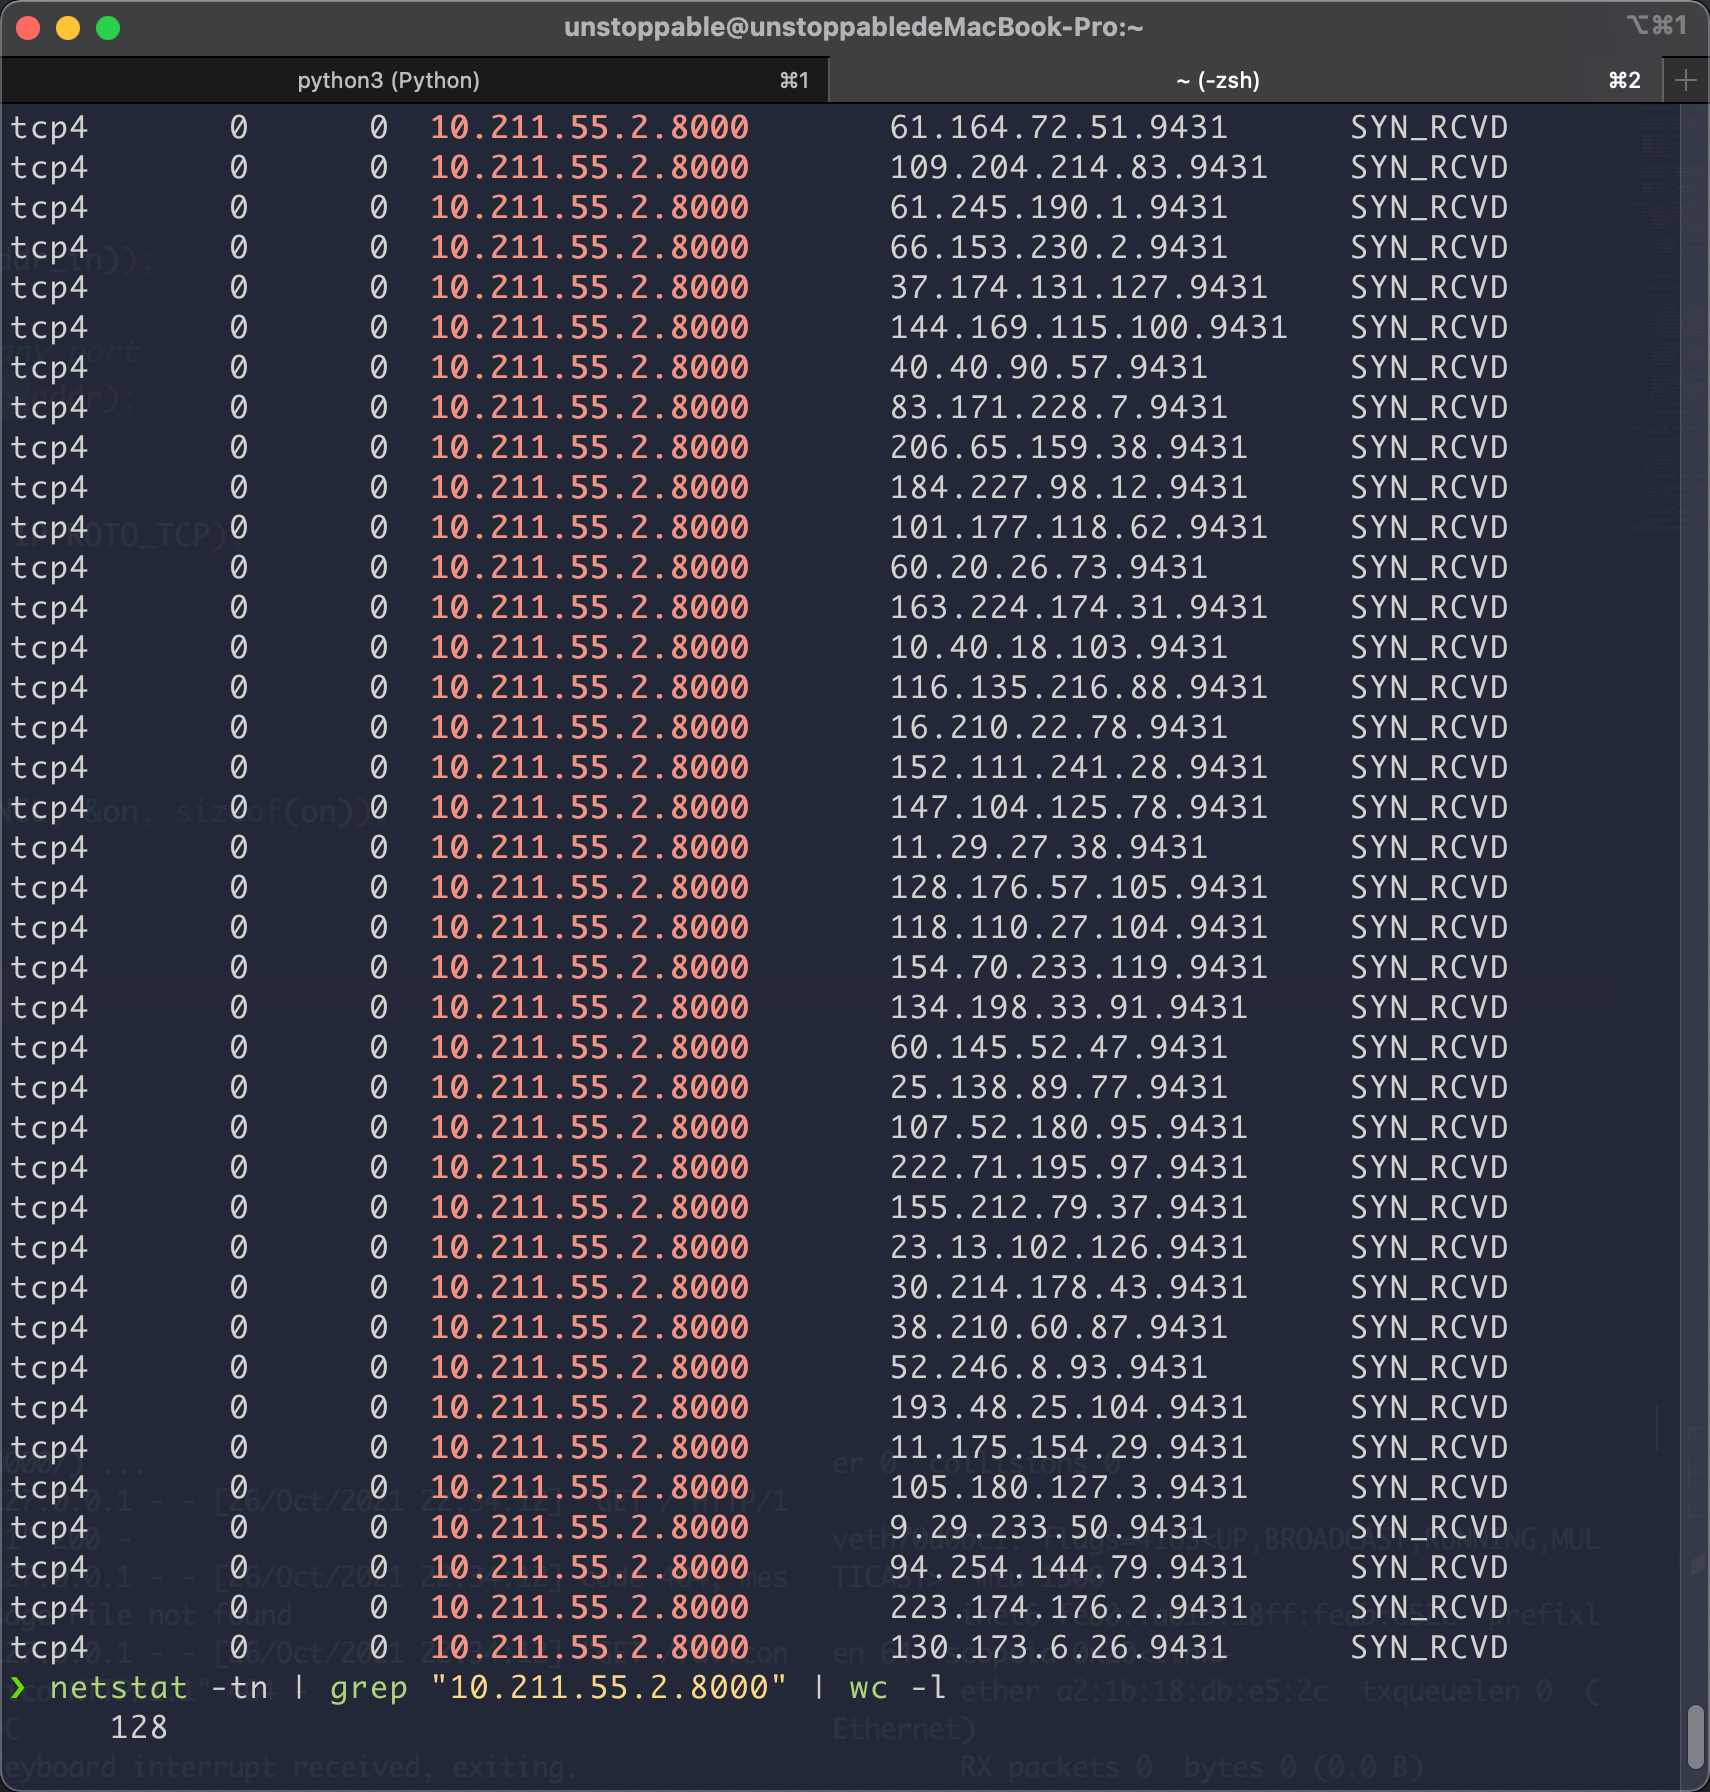 unstoppable@unstoppabledeMacBook-Pro:~ ⌥⌘1
python3 (Python) ⌘1 ~ (-zsh) ⌘2 +
tcp4 0 0 10.211.55.2.8000 61.164.72.51.9431 SYN_RCVD
tcp4 0 0 10.211.55.2.8000 109.204.214.83.9431 SYN_RCVD
tcp4 0 0 10.211.55.2.8000 61.245.190.1.9431 SYN_RCVD
tcp4 0 0 10.211.55.2.8000 66.153.230.2.9431 SYN_RCVD
tcp4 0 0 10.211.55.2.8000 37.174.131.127.9431 SYN_RCVD
tcp4 0 0 10.211.55.2.8000 144.169.115.100.9431 SYN_RCVD
tcp4 0 0 10.211.55.2.8000 40.40.90.57.9431 SYN_RCVD
tcp4 0 0 10.211.55.2.8000 83.171.228.7.9431 SYN_RCVD
tcp4 0 0 10.211.55.2.8000 206.65.159.38.9431 SYN_RCVD
tcp4 0 0 10.211.55.2.8000 184.227.98.12.9431 SYN_RCVD
tcp4 0 0 10.211.55.2.8000 101.177.118.62.9431 SYN_RCVD
tcp4 0 0 10.211.55.2.8000 60.20.26.73.9431 SYN_RCVD
tcp4 0 0 10.211.55.2.8000 163.224.174.31.9431 SYN_RCVD
tcp4 0 0 10.211.55.2.8000 10.40.18.103.9431 SYN_RCVD
tcp4 0 0 10.211.55.2.8000 116.135.216.88.9431 SYN_RCVD
tcp4 0 0 10.211.55.2.8000 16.210.22.78.9431 SYN_RCVD
tcp4 0 0 10.211.55.2.8000 152.111.241.28.9431 SYN_RCVD
tcp4 0 0 10.211.55.2.8000 147.104.125.78.9431 SYN_RCVD
tcp4 0 0 10.211.55.2.8000 11.29.27.38.9431 SYN_RCVD
tcp4 0 0 10.211.55.2.8000 128.176.57.105.9431 SYN_RCVD
tcp4 0 0 10.211.55.2.8000 118.110.27.104.9431 SYN_RCVD
tcp4 0 0 10.211.55.2.8000 154.70.233.119.9431 SYN_RCVD
tcp4 0 0 10.211.55.2.8000 134.198.33.91.9431 SYN_RCVD
tcp4 0 0 10.211.55.2.8000 60.145.52.47.9431 SYN_RCVD
tcp4 0 0 10.211.55.2.8000 25.138.89.77.9431 SYN_RCVD
tcp4 0 0 10.211.55.2.8000 107.52.180.95.9431 SYN_RCVD
tcp4 0 0 10.211.55.2.8000 222.71.195.97.9431 SYN_RCVD
tcp4 0 0 10.211.55.2.8000 155.212.79.37.9431 SYN_RCVD
tcp4 0 0 10.211.55.2.8000 23.13.102.126.9431 SYN_RCVD
tcp4 0 0 10.211.55.2.8000 30.214.178.43.9431 SYN_RCVD
tcp4 0 0 10.211.55.2.8000 38.210.60.87.9431 SYN_RCVD
tcp4 0 0 10.211.55.2.8000 52.246.8.93.9431 SYN_RCVD
tcp4 0 0 10.211.55.2.8000 193.48.25.104.9431 SYN_RCVD
tcp4 0 0 10.211.55.2.8000 11.175.154.29.9431 SYN_RCVD
tcp4 0 0 10.211.55.2.8000 105.180.127.3.9431 SYN_RCVD
tcp4 0 0 10.211.55.2.8000 9.29.233.50.9431 SYN_RCVD
tcp4 0 0 10.211.55.2.8000 94.254.144.79.9431 SYN_RCVD
tcp4 0 0 10.211.55.2.8000 223.174.176.2.9431 SYN_RCVD
tcp4 0 0 10.211.55.2.8000 130.173.6.26.9431 SYN_RCVD
❯ netstat -tn | grep "10.211.55.2.8000" | wc -l
128